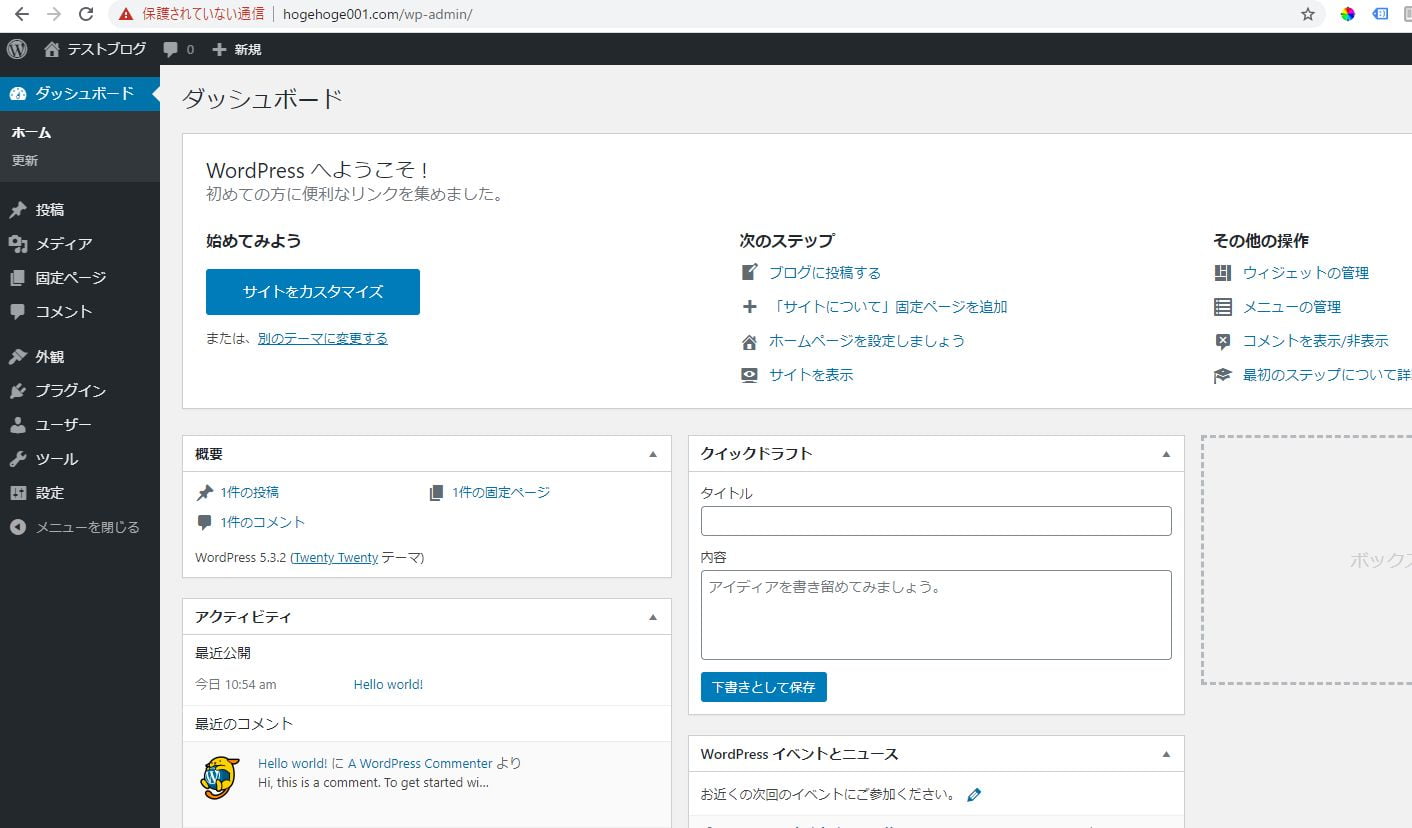 保護されていない通信 hogehoge001.com/wp-admin/
テストブログ 0 新規
ダッシュボード
ホーム
更新
投稿
メディア
固定ページ
コメント
外観
プラグイン
ユーザー
ツール
設定
メニューを閉じる
ダッシュボード
WordPress へようこそ !
初めての方に便利なリンクを集めました。
始めてみよう
サイトをカスタマイズ
または、別のテーマに変更する
次のステップ
ブログに投稿する
「サイトについて」固定ページを追加
ホームページを設定しましょう
サイトを表示
その他の操作
ウィジェットの管理
メニューの管理
コメントを表示/非表示
最初のステップについて詳
概要
1件の投稿
1件の固定ページ
1件のコメント
WordPress 5.3.2 (Twenty Twenty テーマ)
アクティビティ
最近公開
今日 10:54 am Hello world!
最近のコメント
Hello world! に A WordPress Commenter より
Hi, this is a comment. To get started wi...
クイックドラフト
タイトル
内容
アイディアを書き留めてみましょう。
下書きとして保存
WordPress イベントとニュース
お近くの次回のイベントにご参加ください。
ボックス